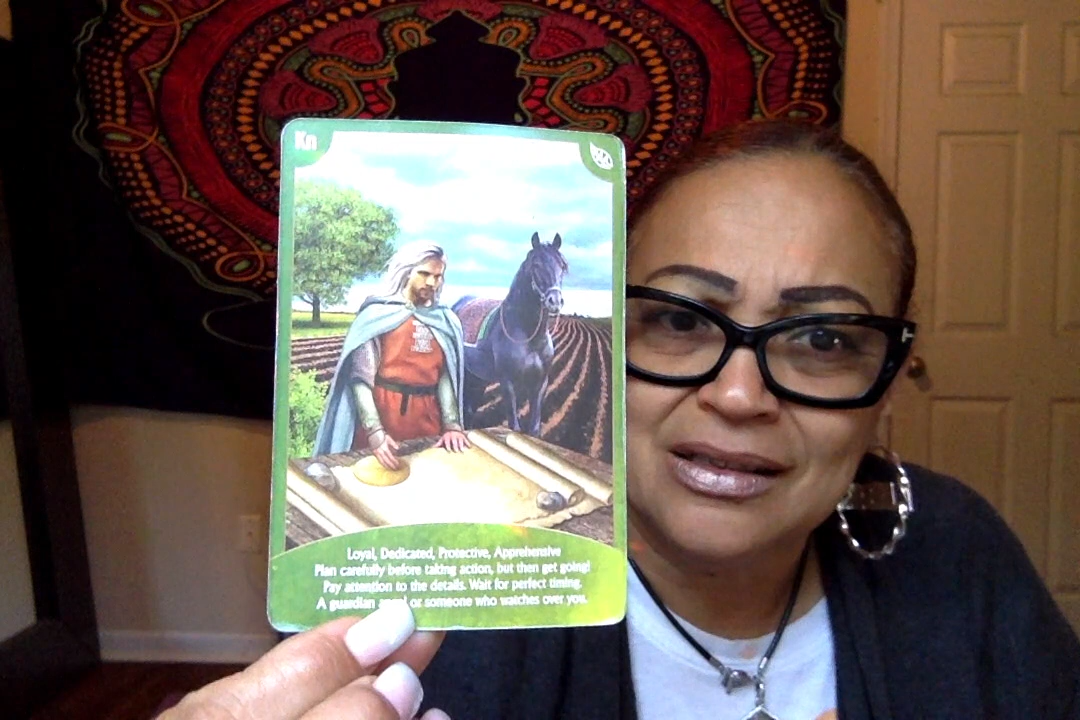 Kn
Loyal, Dedicated, Protective, Apprehensive
Plan carefully before taking action, but then get going!
Pay attention to the details. Wait for perfect timing.
A guardian angel or someone who watches over you.